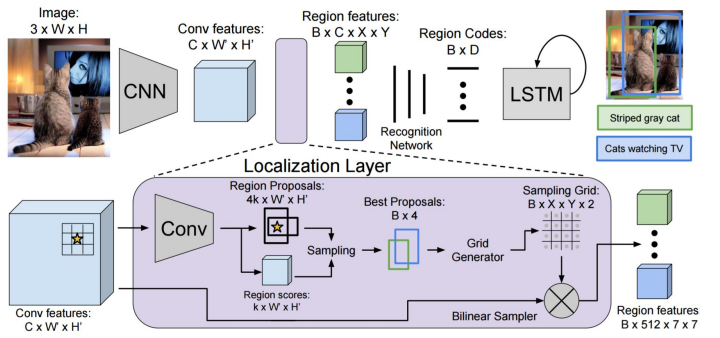 Image:
3 x W x H
Conv features:
C x W' x H'
Region features:
B x C x X x Y
Region Codes:
B x D
CNN
LSTM
Recognition
Network
Striped gray cat
Cats watching TV
Localization Layer
Region Proposals:
4k x W' x H'
Best Proposals:
B x 4
Sampling Grid:
B x X x Y x 2
Conv
Sampling
Grid
Generator
Region scores:
k x W' x H'
Bilinear Sampler
Conv features:
C x W' x H'
Region features
B x 512 x 7 x 7